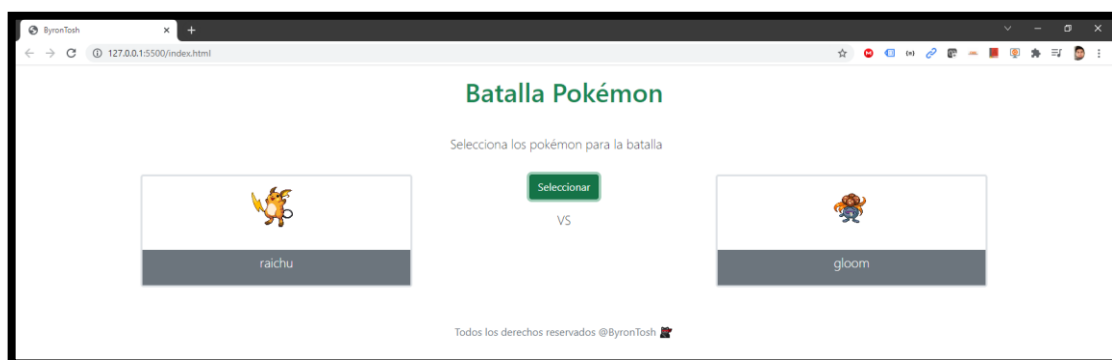 ByronTosh
127.0.0.1:5500/index.html
Batalla Pokémon
Selecciona los pokémon para la batalla
Seleccionar
VS
raichu
gloom
Todos los derechos reservados @ByronTosh